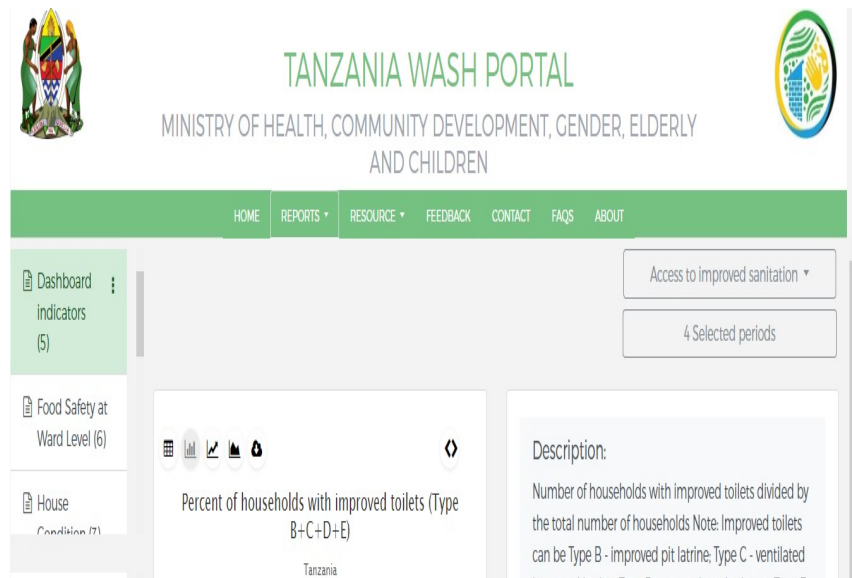 TANZANIA WASH PORTAL
MINISTRY OF HEALTH, COMMUNITY DEVELOPMENT, GENDER, ELDERLY
AND CHILDREN
HOME REPORTS RESOURCE FEEDBACK CONTACT FAQS ABOUT
Dashboard
indicators
(5)
Food Safety at
Ward Level (6)
House
Condition (7)
Access to improved sanitation
4 Selected periods
Percent of households with improved toilets (Type
B+C+D+E)
Tanzania
Description:
Number of households with improved toilets divided by
the total number of households Note: Improved toilets
can be Type B - improved pit latrine; Type C - ventilated